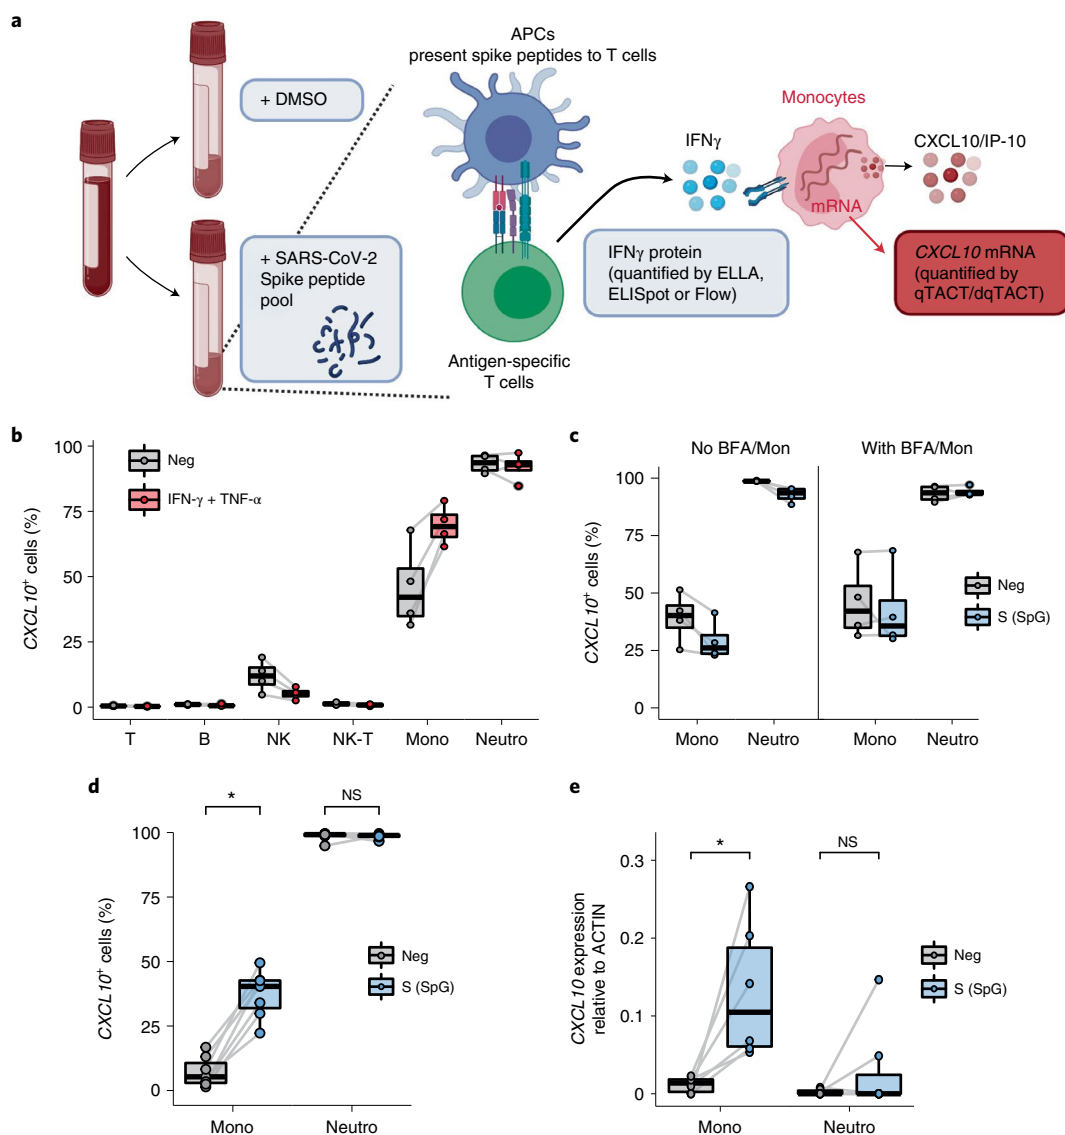 a
APCs
present spike peptides to T cells
+ DMSO
Monocytes
IFNγ
CXCL10/IP-10
mRNA
+ SARS-CoV-2
Spike peptide
pool
IFNγ protein
(quantified by ELLA,
ELISpot or Flow)
CXCL10 mRNA
(quantified by
qTACT/dqTACT)
Antigen-specific
T cells
b
CXCL10+ cells (%)
100
75
50
25
0
Neg
IFN-γ + TNF-α
T
B
NK
NK-T
Mono
Neutro
c
No BFA/Mon
With BFA/Mon
CXCL10+ cells (%)
100
75
50
25
0
Neg
S (SpG)
Mono
Neutro
Mono
Neutro
d
*
NS
CXCL10+ cells (%)
100
75
50
25
0
Neg
S (SpG)
Mono
Neutro
e
*
NS
CXCL10 expression
relative to ACTIN
0.3
0.2
0.1
0
Neg
S (SpG)
Mono
Neutro